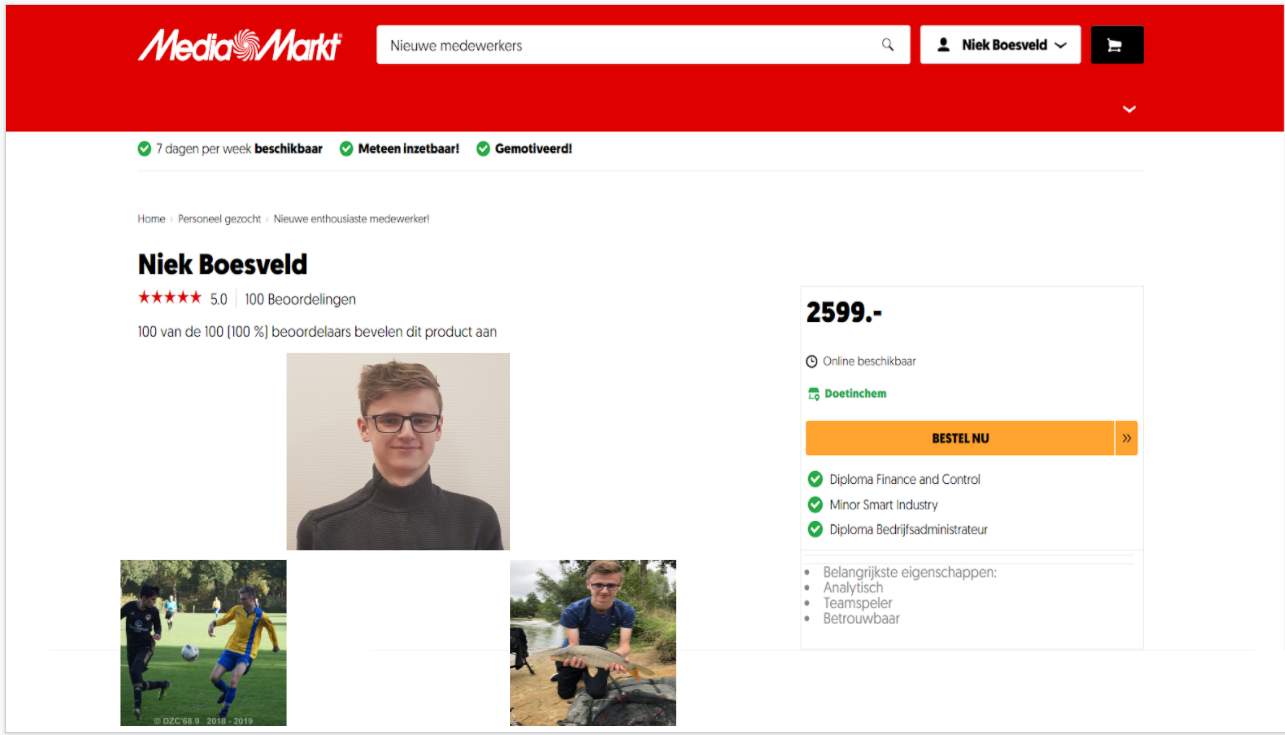 MediaMarkt
Nieuwe medewerkers
Niek Boesveld
7 dagen per week beschikbaar
Meteen inzetbaar!
Gemotiveerd!
Home › Personeel gezocht › Nieuwe enthousiaste medewerker!
Niek Boesveld
5.0
100 Beoordelingen
100 van de 100 (100 %) beoordelaars bevelen dit product aan
2599.-
Online beschikbaar
Doetinchem
BESTEL NU
Diploma Finance and Control
Minor Smart Industry
Diploma Bedrijfsadministrateur
• Belangrijkste eigenschappen:
• Analytisch
• Teamspeler
• Betrouwbaar
© DZC'68 9 2018 - 2019